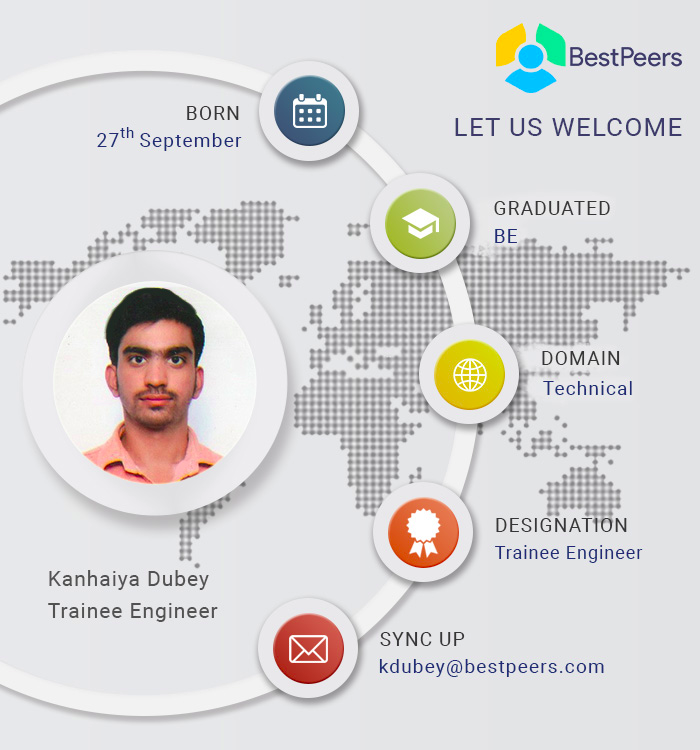 BestPeers
LET US WELCOME
BORN
27th September
GRADUATED
BE
DOMAIN
Technical
DESIGNATION
Trainee Engineer
Kanhaiya Dubey
Trainee Engineer
SYNC UP
kdubey@bestpeers.com